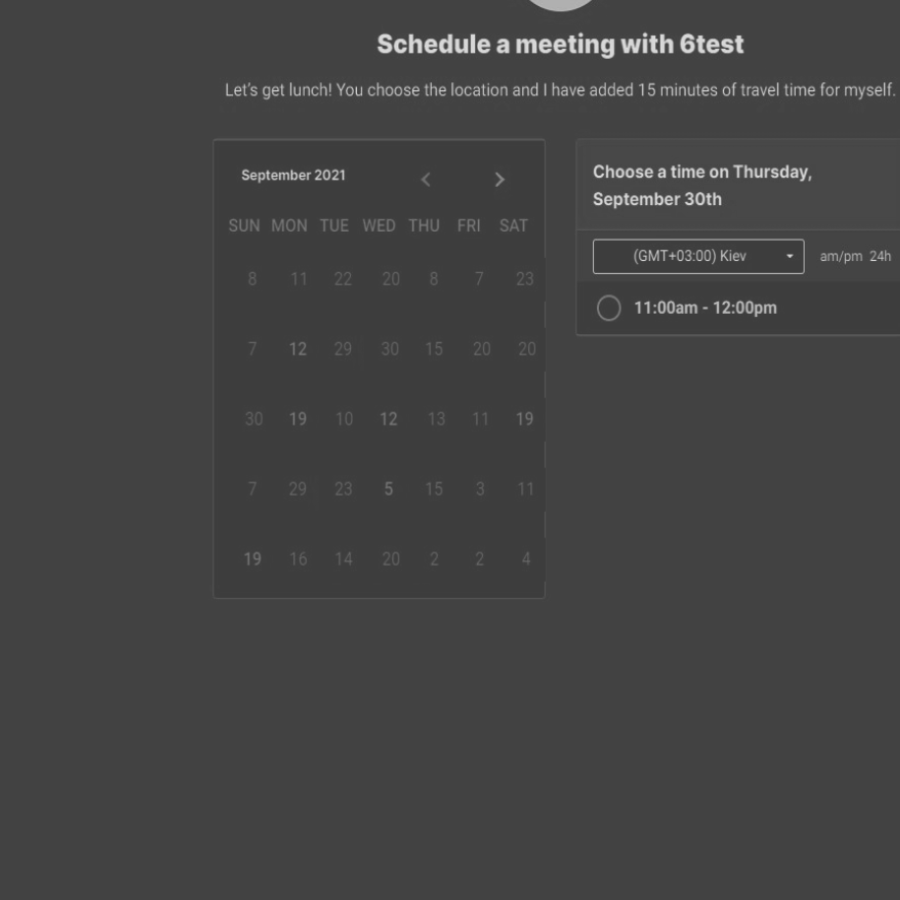 Schedule a meeting with 6test
Let's get lunch! You choose the location and I have added 15 minutes of travel time for myself.
September 2021
SUN MON TUE WED THU FRI SAT
8 11 22 20 8 7 23
7 12 29 30 15 20 20
30 19 10 12 13 11 19
7 29 23 5 15 3 11
19 16 14 20 2 2 4
Choose a time on Thursday,
September 30th
(GMT+03:00) Kiev am/pm 24h
11:00am - 12:00pm